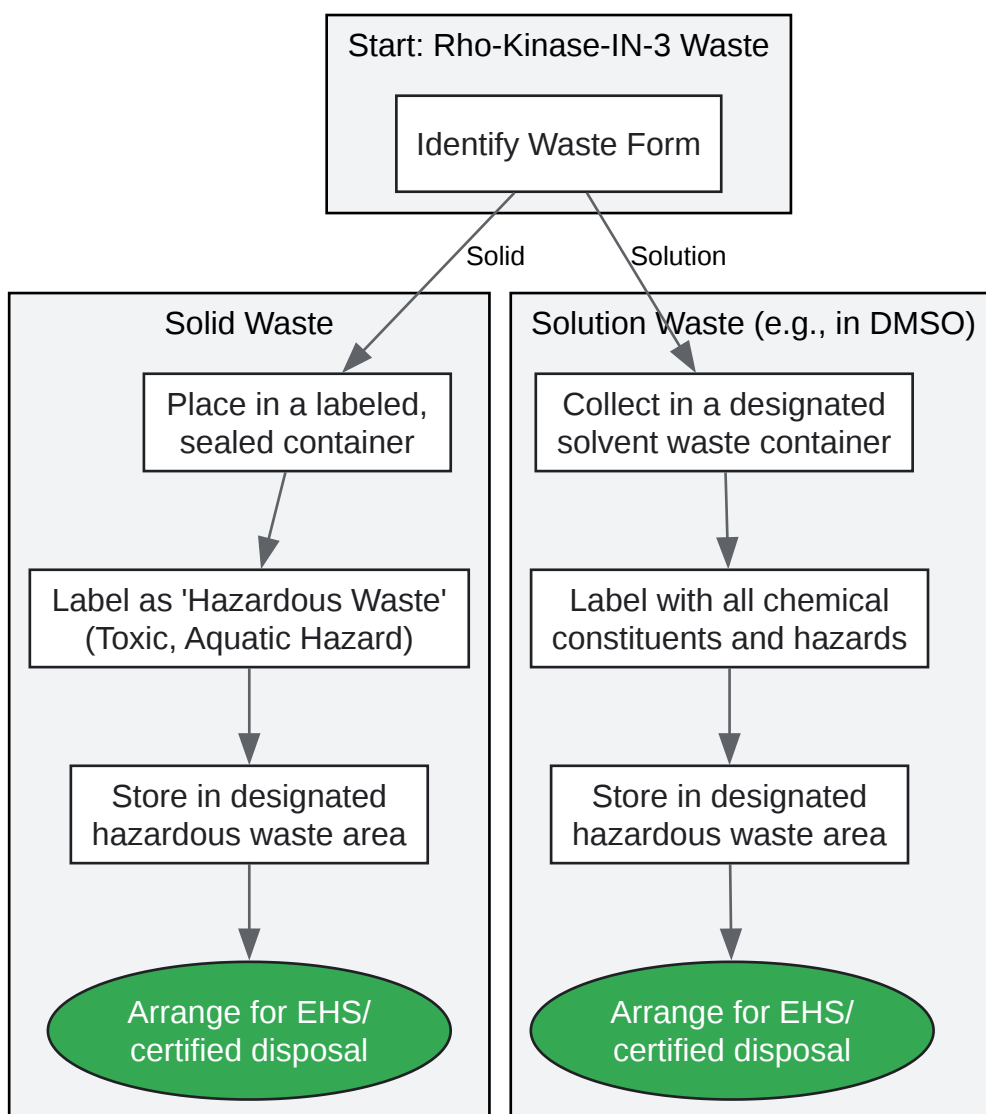 Start: Rho-Kinase-IN-3 Waste
Identify Waste Form
Solid
Solution
Solid Waste
Place in a labeled,
sealed container
Label as 'Hazardous Waste'
(Toxic, Aquatic Hazard)
Store in designated
hazardous waste area
Arrange for EHS/
certified disposal
Solution Waste (e.g., in DMSO)
Collect in a designated
solvent waste container
Label with all chemical
constituents and hazards
Store in designated
hazardous waste area
Arrange for EHS/
certified disposal